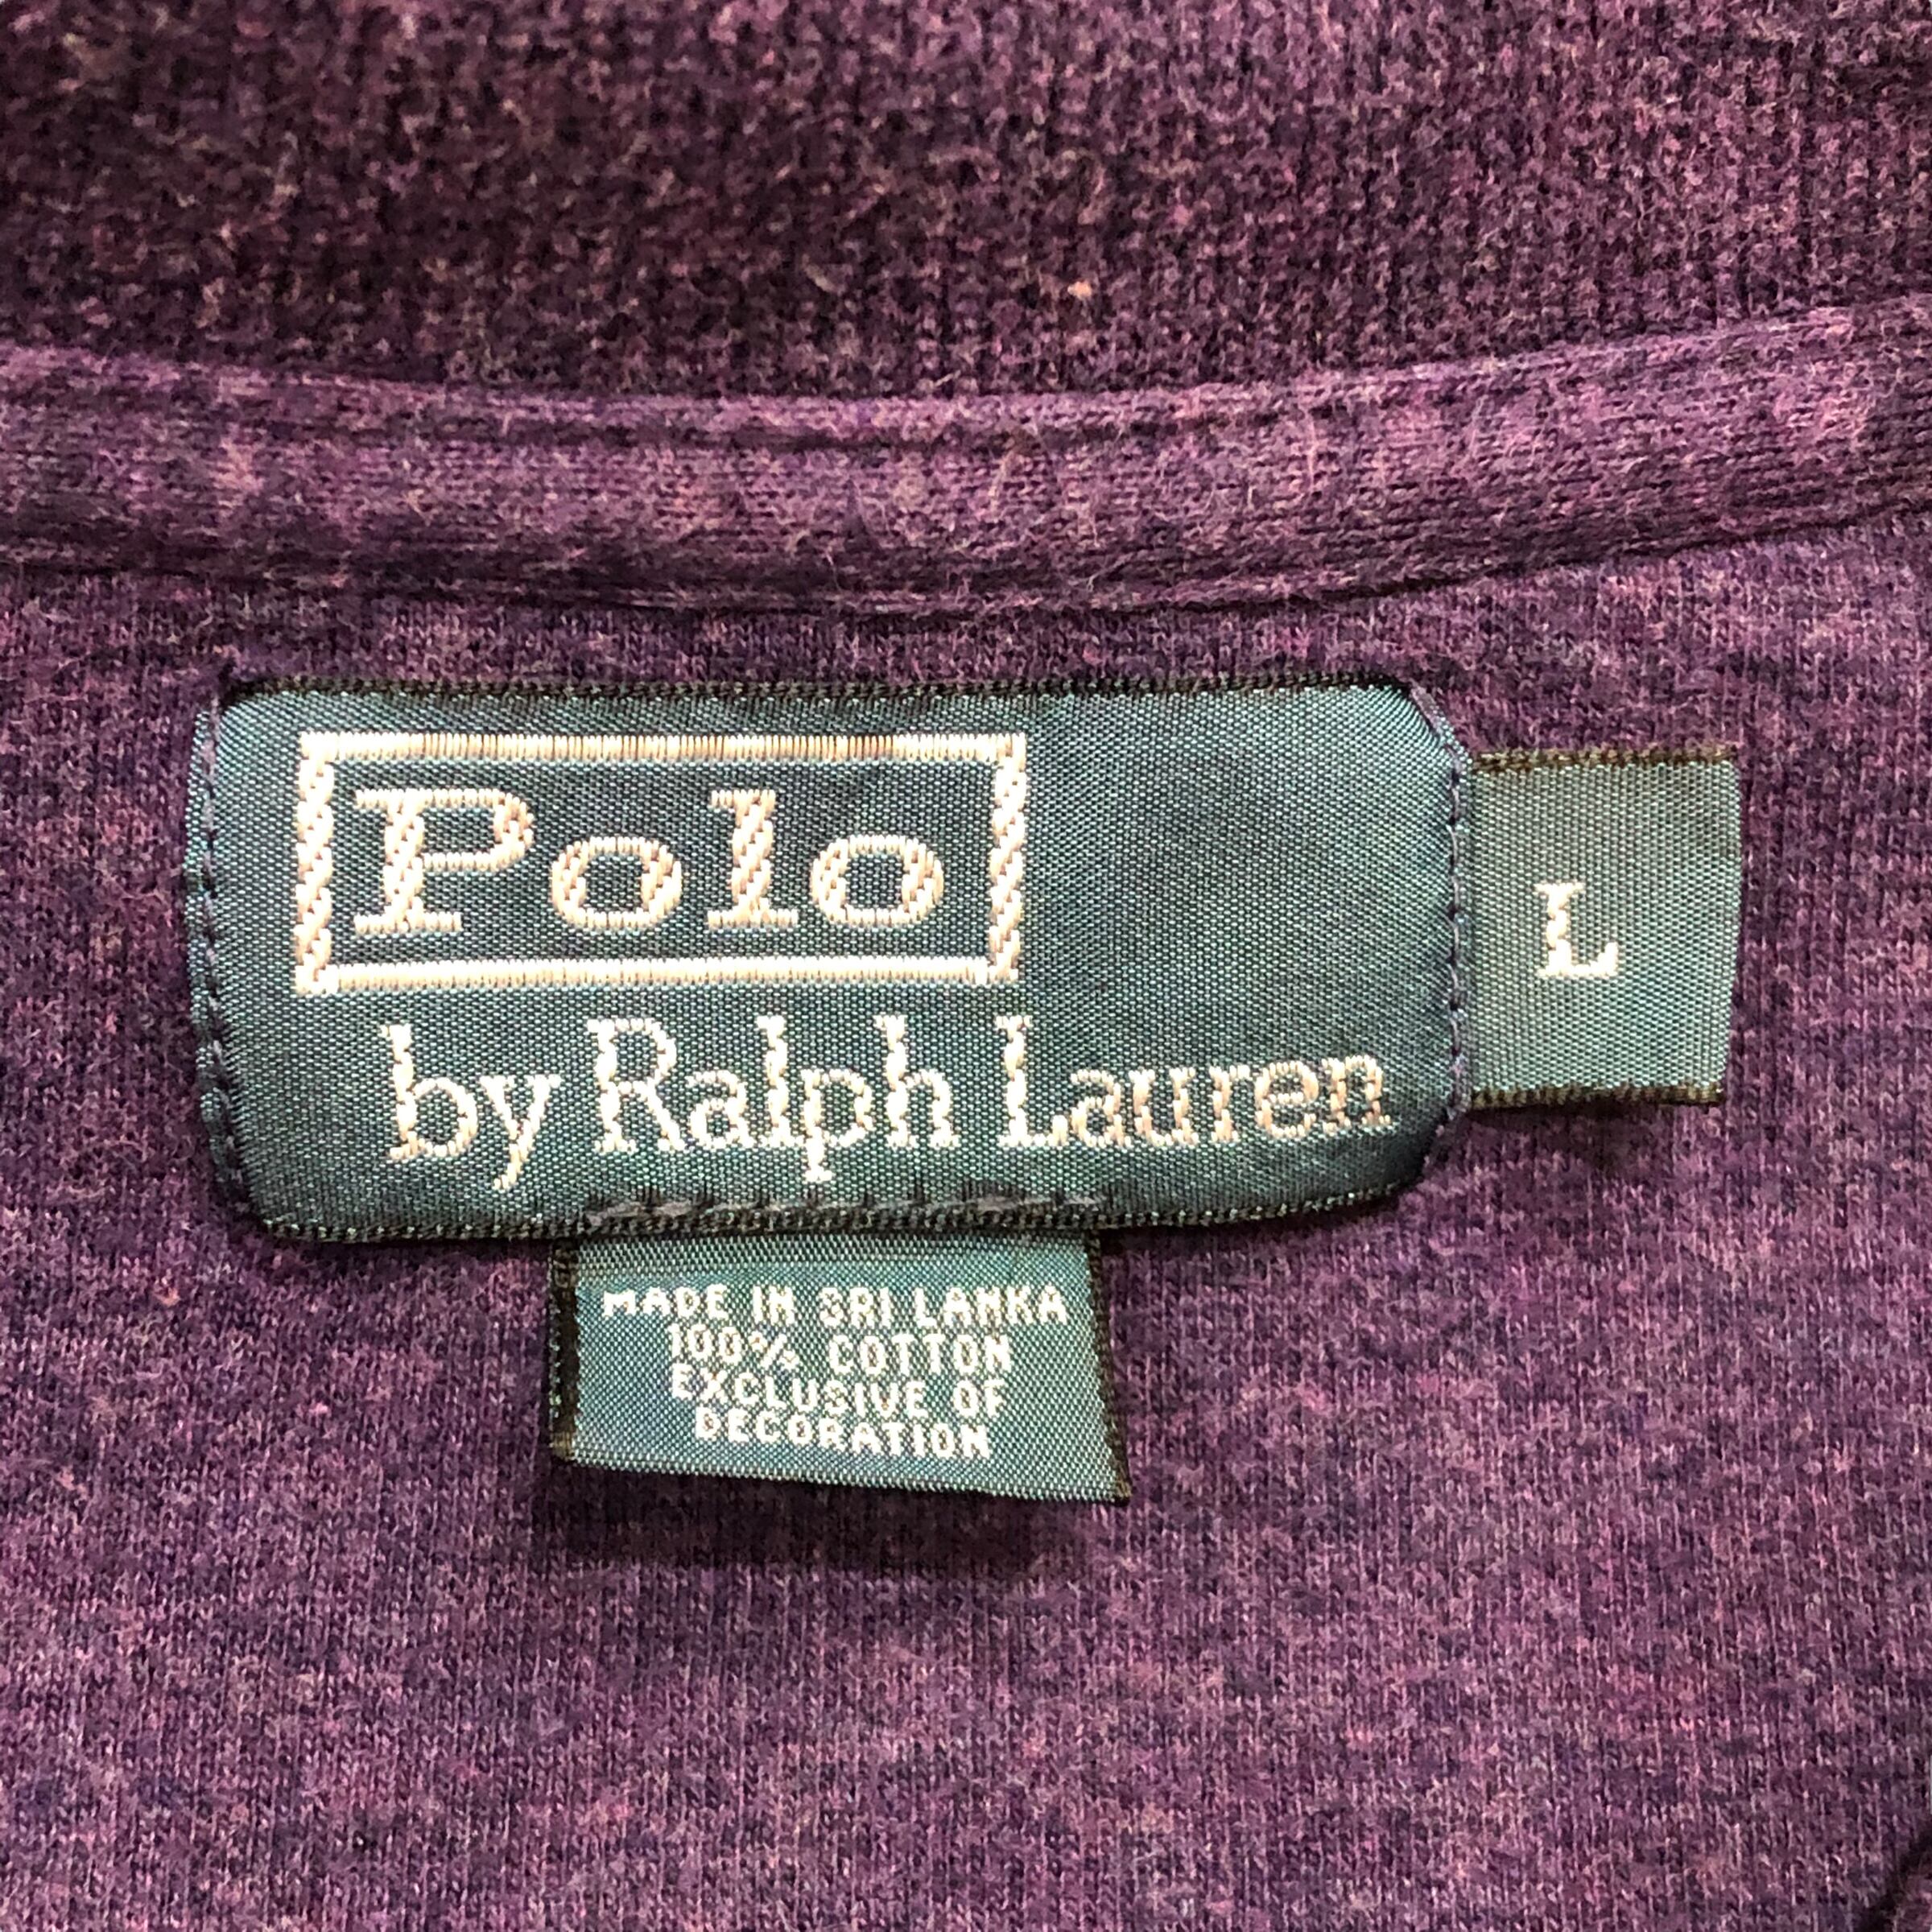 Polo
by Ralph Lauren
L
MADE IN SRI LANKA
100% COTTON
EXCLUSIVE OF
DECORATION